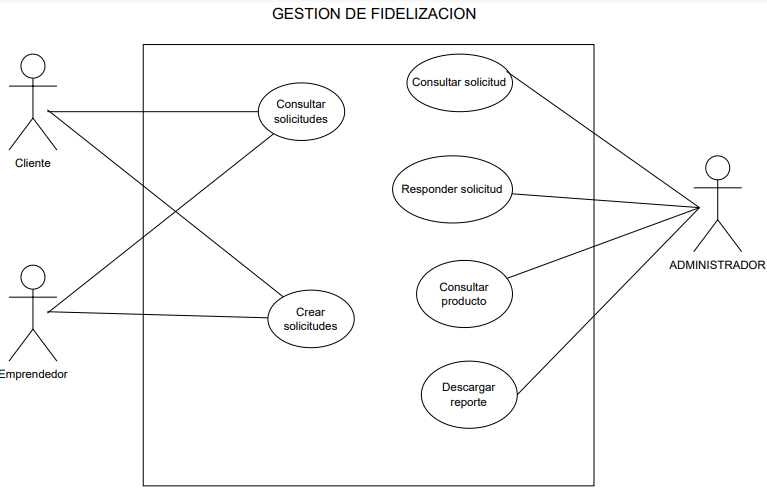 GESTION DE FIDELIZACION
Cliente
Emprendedor
Consultar
solicitudes
Crear
solicitudes
Consultar solicitud
Responder solicitud
Consultar
producto
Descargar
reporte
ADMINISTRADOR